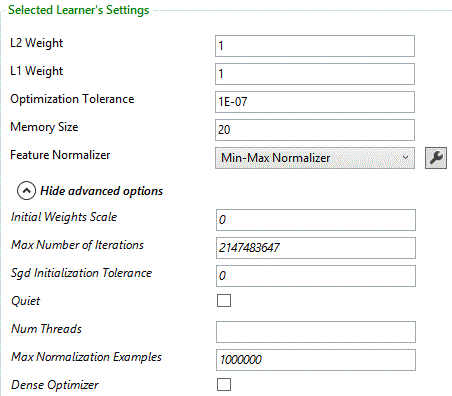 Selected Learner's Settings
L2 Weight 1
L1 Weight 1
Optimization Tolerance 1E-07
Memory Size 20
Feature Normalizer Min-Max Normalizer
Hide advanced options
Initial Weights Scale 0
Max Number of Iterations 2147483647
Sgd Initialization Tolerance 0
Quiet
Num Threads
Max Normalization Examples 1000000
Dense Optimizer